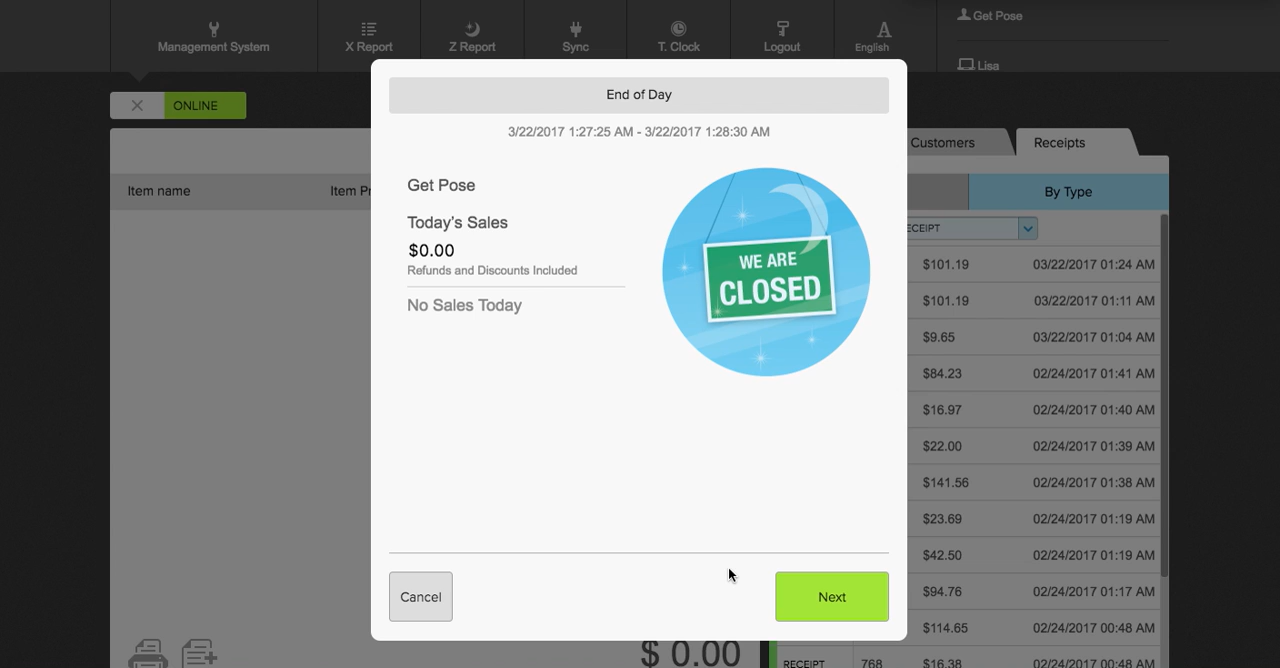 Get Pose
Management System
X Report
Z Report
Sync
T. Clock
Logout
A
English
Lisa
ONLINE
End of Day
3/22/2017 1:27:25 AM - 3/22/2017 1:28:30 AM
Customers
Receipts
Item name
Item Pr
By Type
Get Pose
Today's Sales
$0.00
Refunds and Discounts Included
No Sales Today
WE ARE
CLOSED
ECEIPT
$101.19 03/22/2017 01:24 AM
$101.19 03/22/2017 01:11 AM
$9.65 03/22/2017 01:04 AM
$84.23 02/24/2017 01:41 AM
$16.97 02/24/2017 01:40 AM
$22.00 02/24/2017 01:39 AM
$141.56 02/24/2017 01:38 AM
$23.69 02/24/2017 01:19 AM
$42.50 02/24/2017 01:19 AM
$94.76 02/24/2017 01:17 AM
$114.65 02/24/2017 00:48 AM
RECEIPT 768 $16.38 02/24/2017 00:48 AM
Cancel
Next
$ 0.00